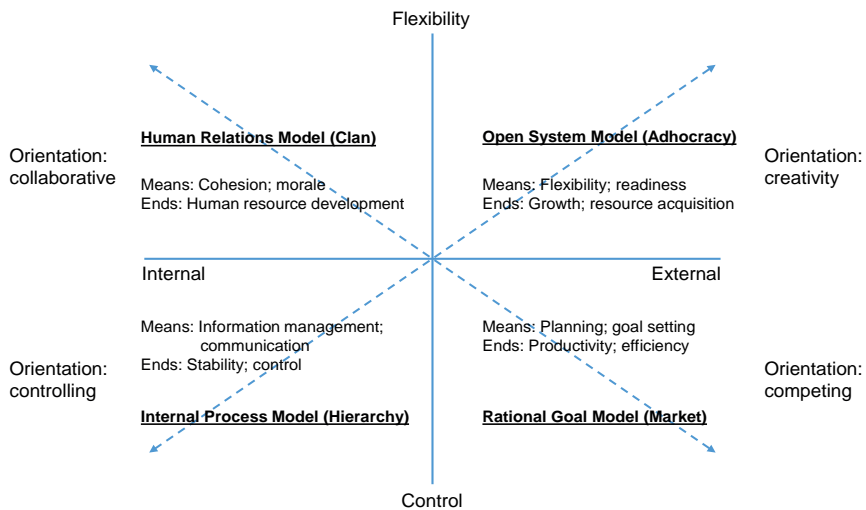 Flexibility
Human Relations Model (Clan)
Open System Model (Adhocracy)
Orientation:
collaborative
Orientation:
creativity
Means: Cohesion; morale
Ends: Human resource development
Means: Flexibility; readiness
Ends: Growth; resource acquisition
Internal
External
Means: Information management;
communication
Ends: Stability; control
Means: Planning; goal setting
Ends: Productivity; efficiency
Orientation:
controlling
Orientation:
competing
Internal Process Model (Hierarchy)
Rational Goal Model (Market)
Control